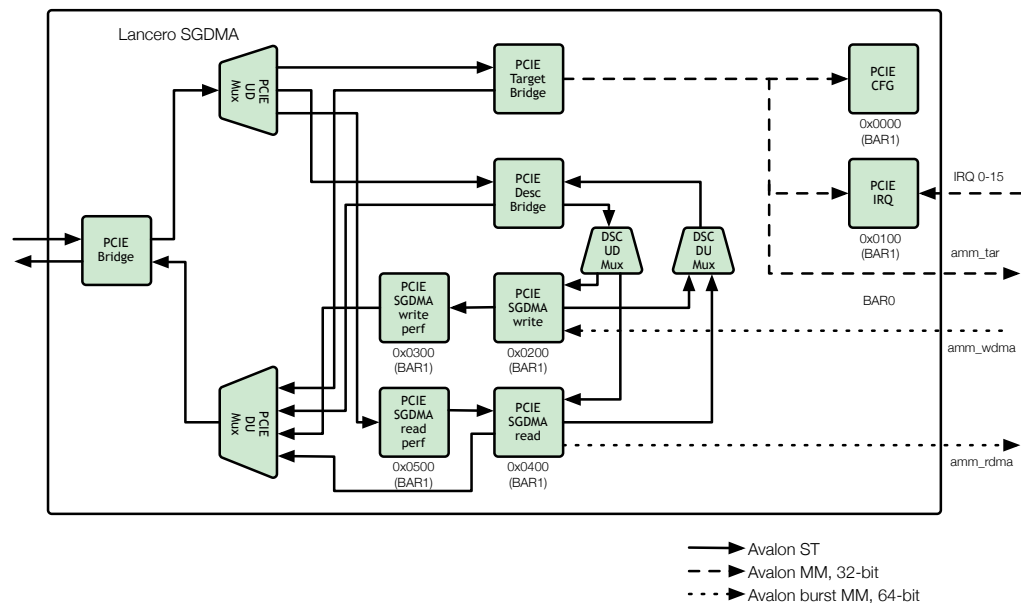 Lancero SGDMA
PCIE
UD
Mux
PCIE
Target
Bridge
PCIE
CFG
0x0000
(BAR1)
PCIE
Desc
Bridge
PCIE
IRQ
IRQ 0-15
0x0100
(BAR1)
PCIE
Bridge
DSC
UD
Mux
DSC
DU
Mux
amm_tar
BAR0
PCIE
SGDMA
write
perf
0x0300
(BAR1)
PCIE
SGDMA
write
0x0200
(BAR1)
amm_wdma
PCIE
DU
Mux
PCIE
SGDMA
read
perf
0x0500
(BAR1)
PCIE
SGDMA
read
0x0400
(BAR1)
amm_rdma
Avalon ST
Avalon MM, 32-bit
Avalon burst MM, 64-bit